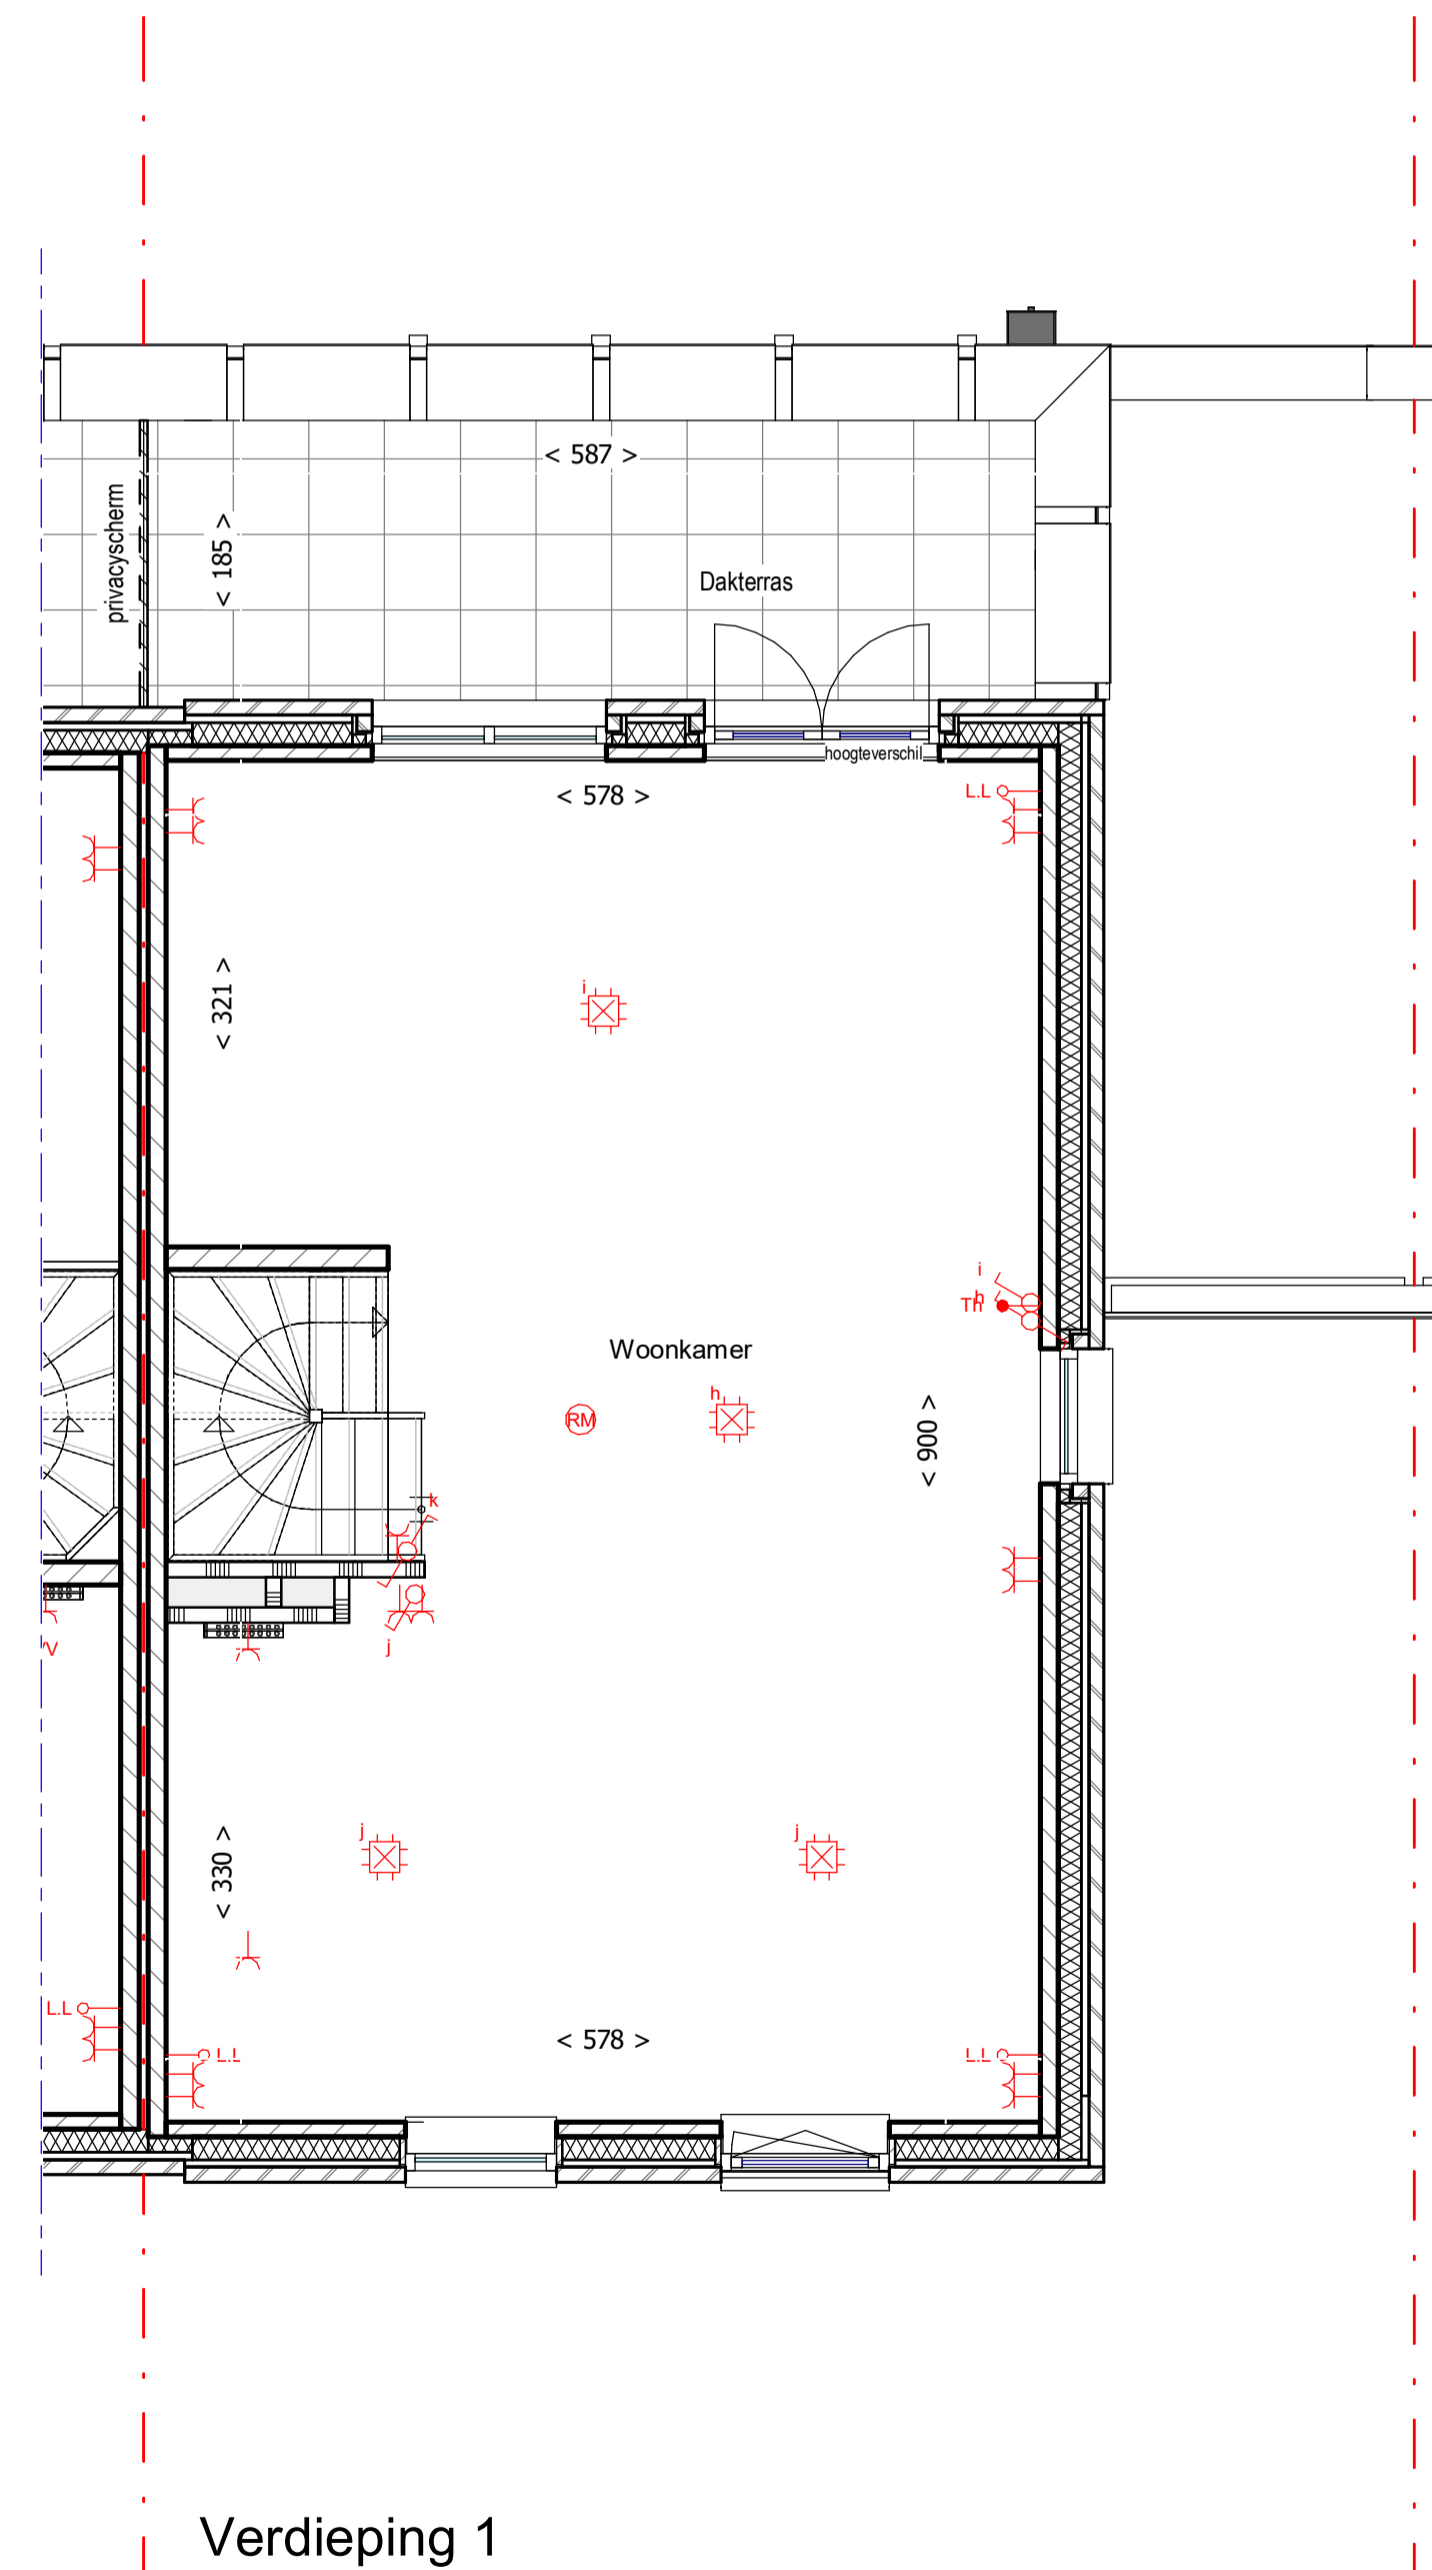 < 587 >
privacyscherm
< 185 >
Dakterras
hoogteverschil
< 578 >
L.L
< 321 >
i
i
h
Th
Woonkamer
h
RM
< 900 >
k
j
j
j
< 330 >
L.L
< 578 >
L.L
L.L
Verdieping 1